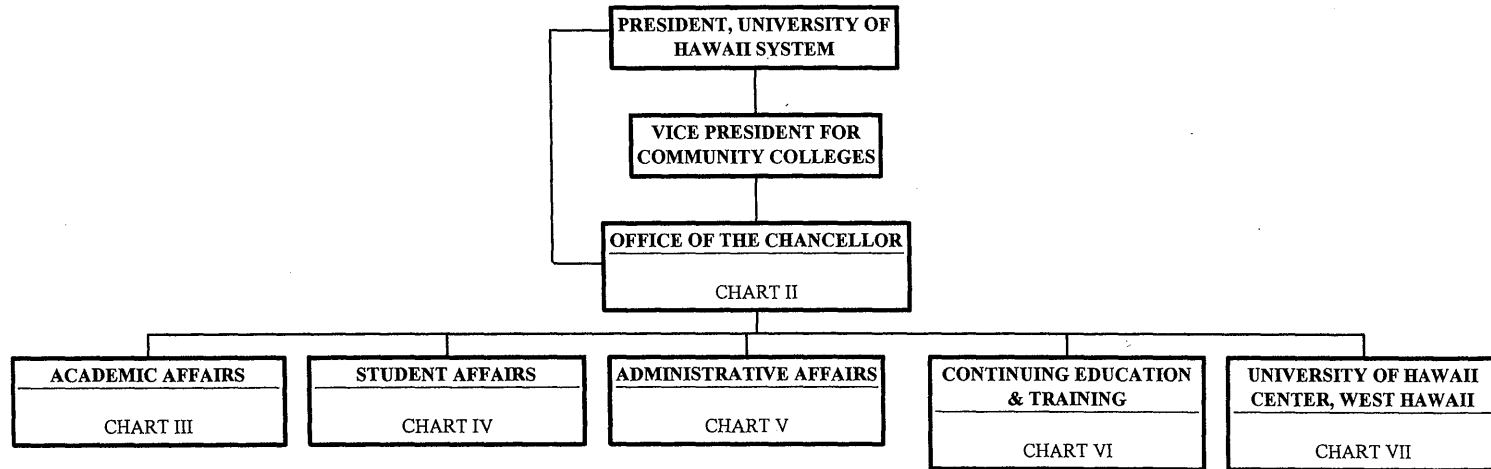 PRESIDENT, UNIVERSITY OF
HAWAII SYSTEM
VICE PRESIDENT FOR
COMMUNITY COLLEGES
OFFICE OF THE CHANCELLOR
CHART II
ACADEMIC AFFAIRS
CHART III
STUDENT AFFAIRS
CHART IV
ADMINISTRATIVE AFFAIRS
CHART V
CONTINUING EDUCATION
& TRAINING
CHART VI
UNIVERSITY OF HAWAII
CENTER, WEST HAWAII
CHART VII